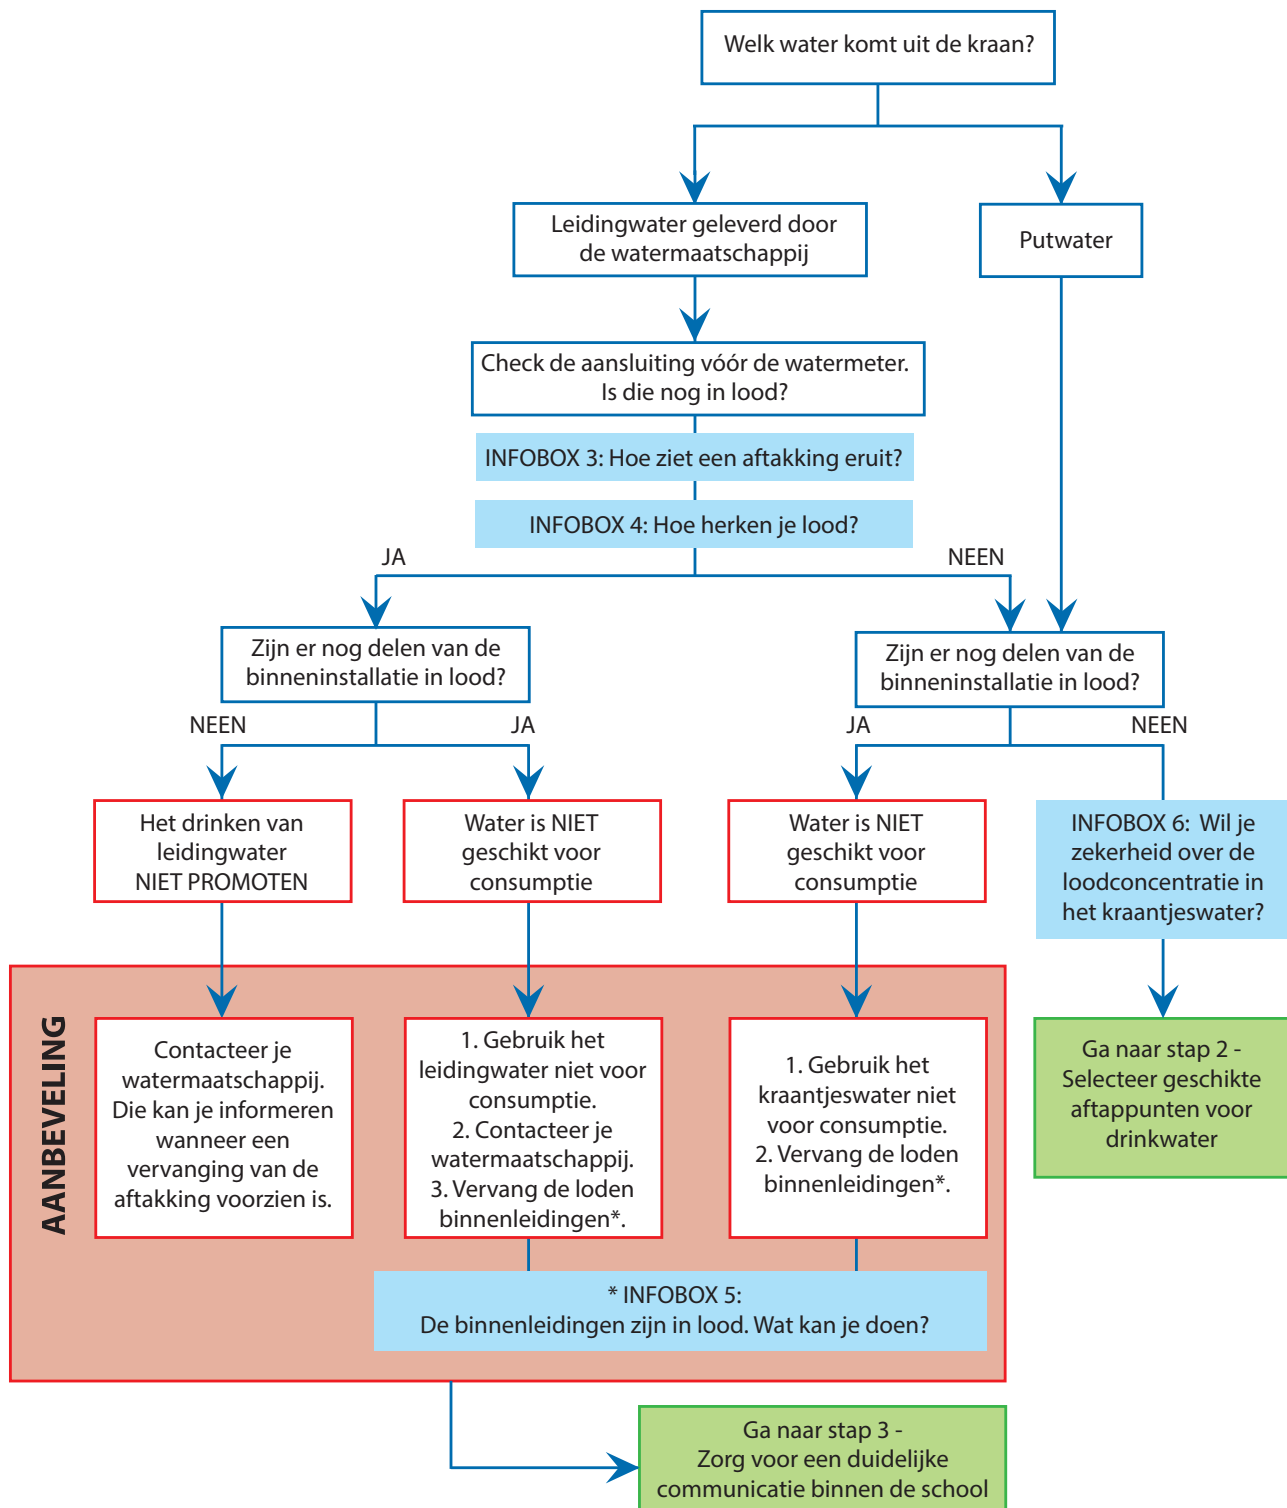 Welk water komt uit de kraan?
Leidingwater geleverd door
de watermaatschappij
Putwater
Check de aansluiting vóór de watermeter.
Is die nog in lood?
INFOBOX 3: Hoe ziet een aftakking eruit?
INFOBOX 4: Hoe herken je lood?
JA
NEEN
Zijn er nog delen van de
binneninstallatie in lood?
Zijn er nog delen van de
binneninstallatie in lood?
NEEN
JA
JA
NEEN
Het drinken van
leidingwater
NIET PROMOTEN
Water is NIET
geschikt voor
consumptie
Water is NIET
geschikt voor
consumptie
INFOBOX 6: Wil je
zekerheid over de
loodconcentratie in
het kraantjeswater?
AANBEVELING
Contacteer je
watermaatschappij.
Die kan je informeren
wanneer een
vervanging van de
aftakking voorzien is.
1. Gebruik het
leidingwater niet voor
consumptie.
2. Contacteer je
watermaatschappij.
3. Vervang de loden
binnenleidingen*.
1. Gebruik het
kraantjeswater niet
voor consumptie.
2. Vervang de loden
binnenleidingen*.
Ga naar stap 2 -
Selecteer geschikte
aftappunten voor
drinkwater
* INFOBOX 5:
De binnenleidingen zijn in lood. Wat kan je doen?
Ga naar stap 3 -
Zorg voor een duidelijke
communicatie binnen de school